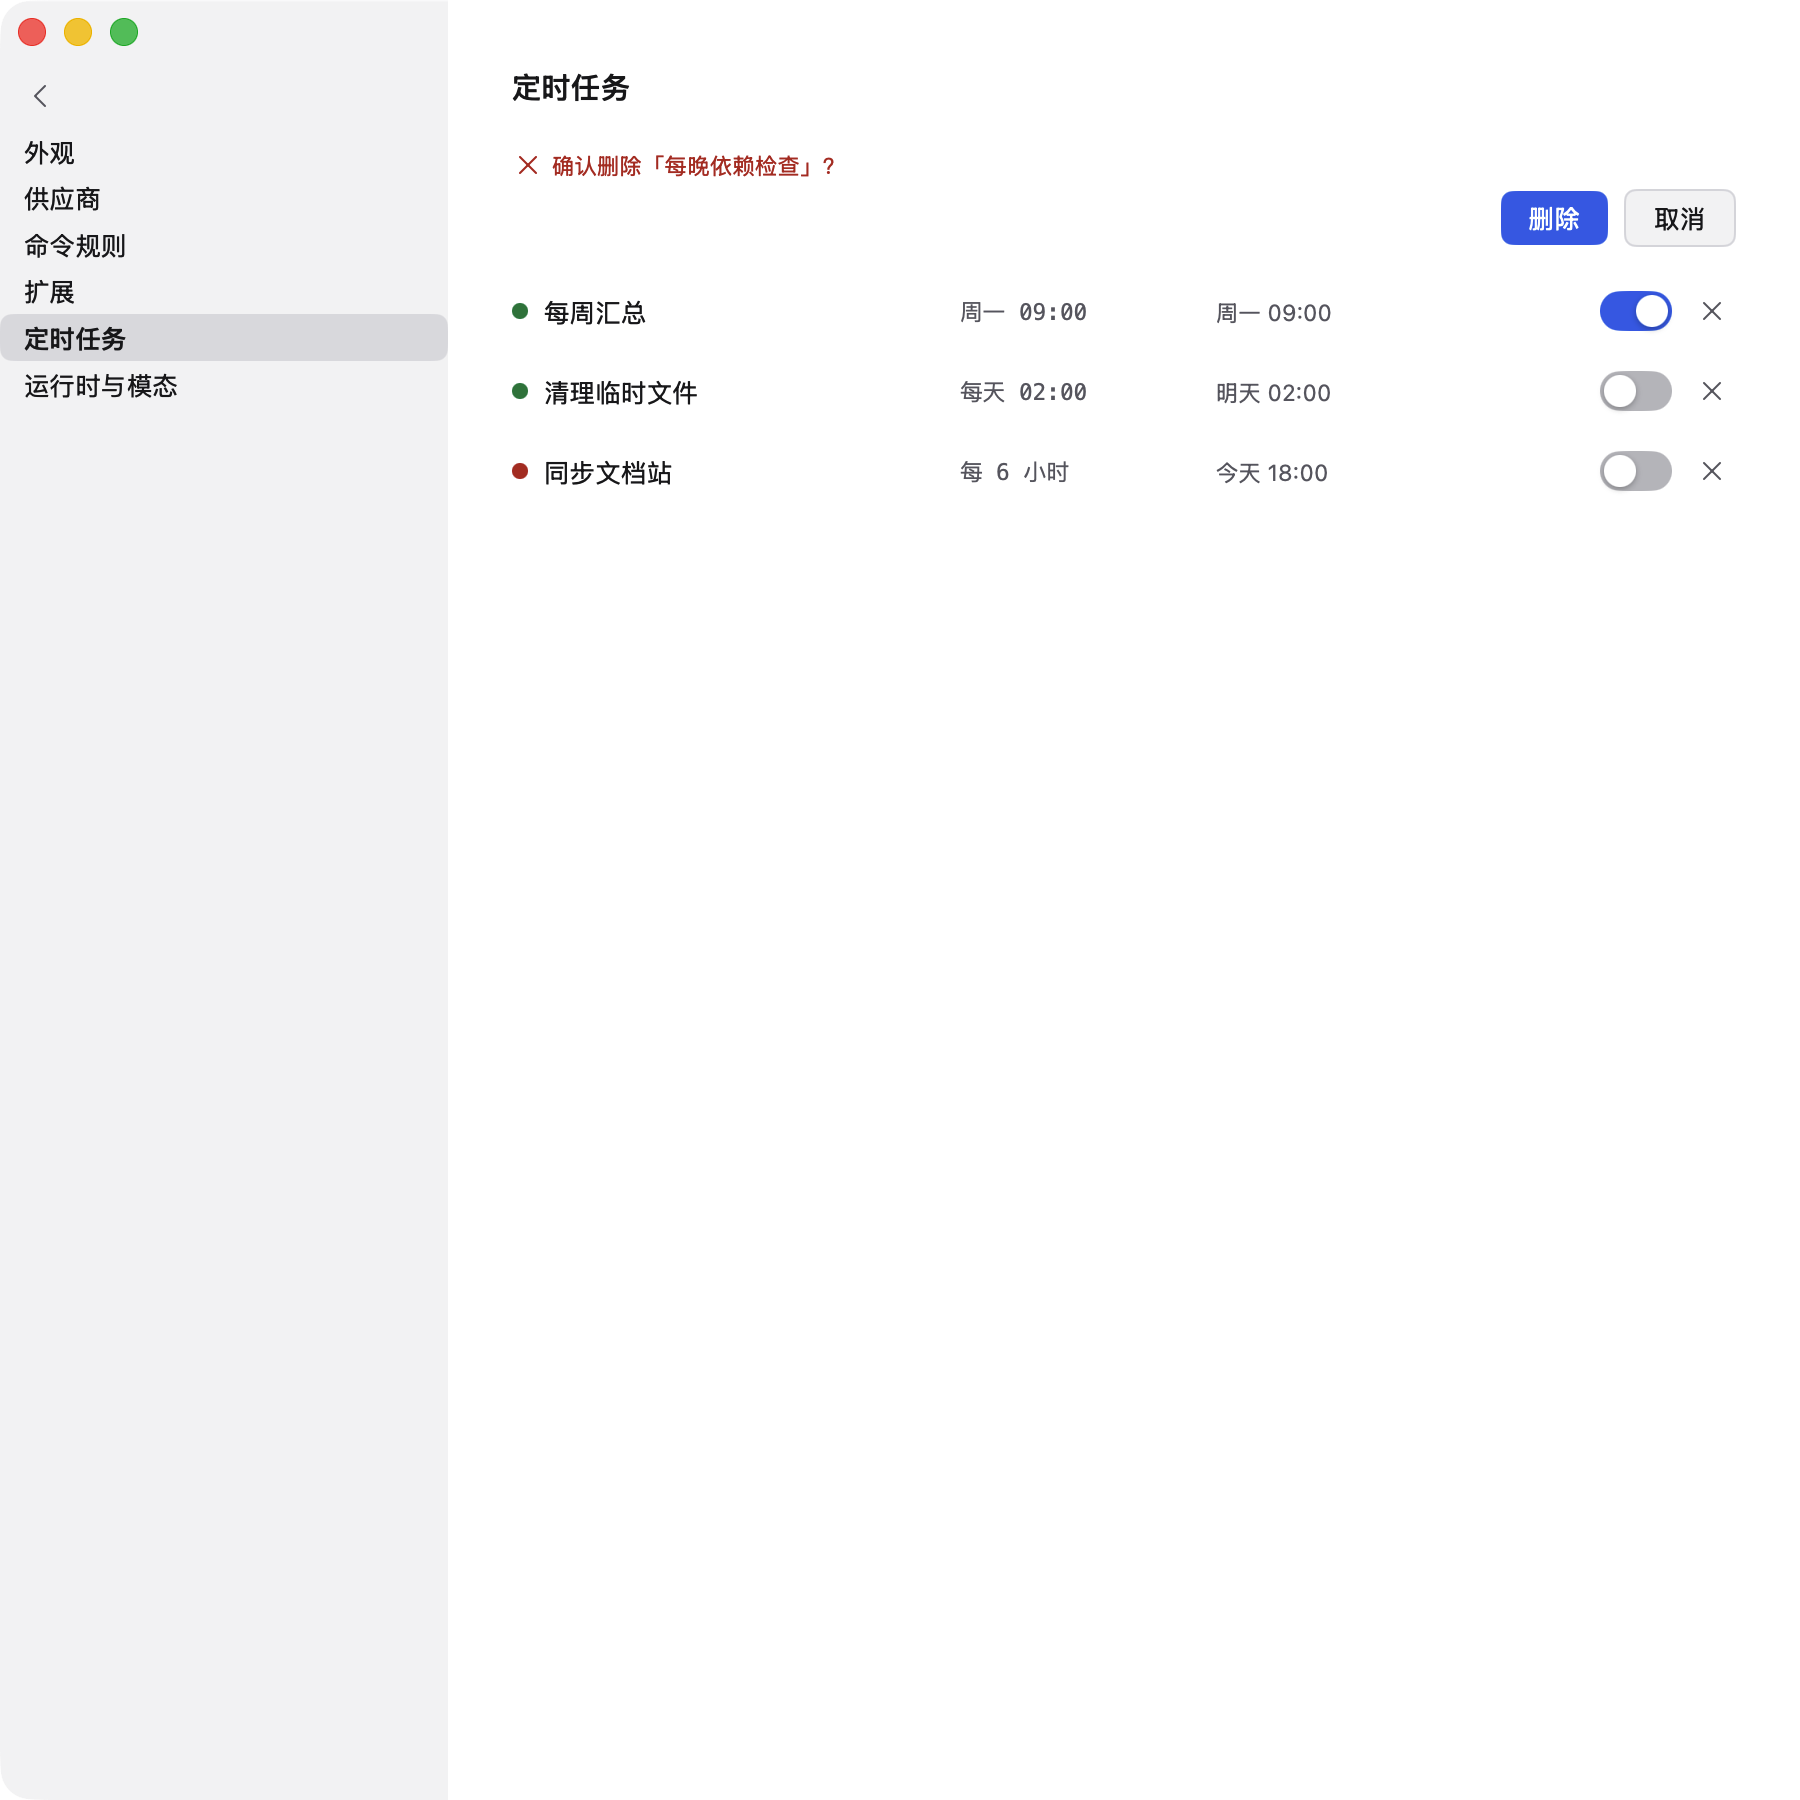 外观
供应商
命令规则
扩展
定时任务
运行时与模态
定时任务
确认删除「每晚依赖检查」?
删除 取消
每周汇总 周一 09:00 周一 09:00
清理临时文件 每天 02:00 明天 02:00
同步文档站 每 6 小时 今天 18:00